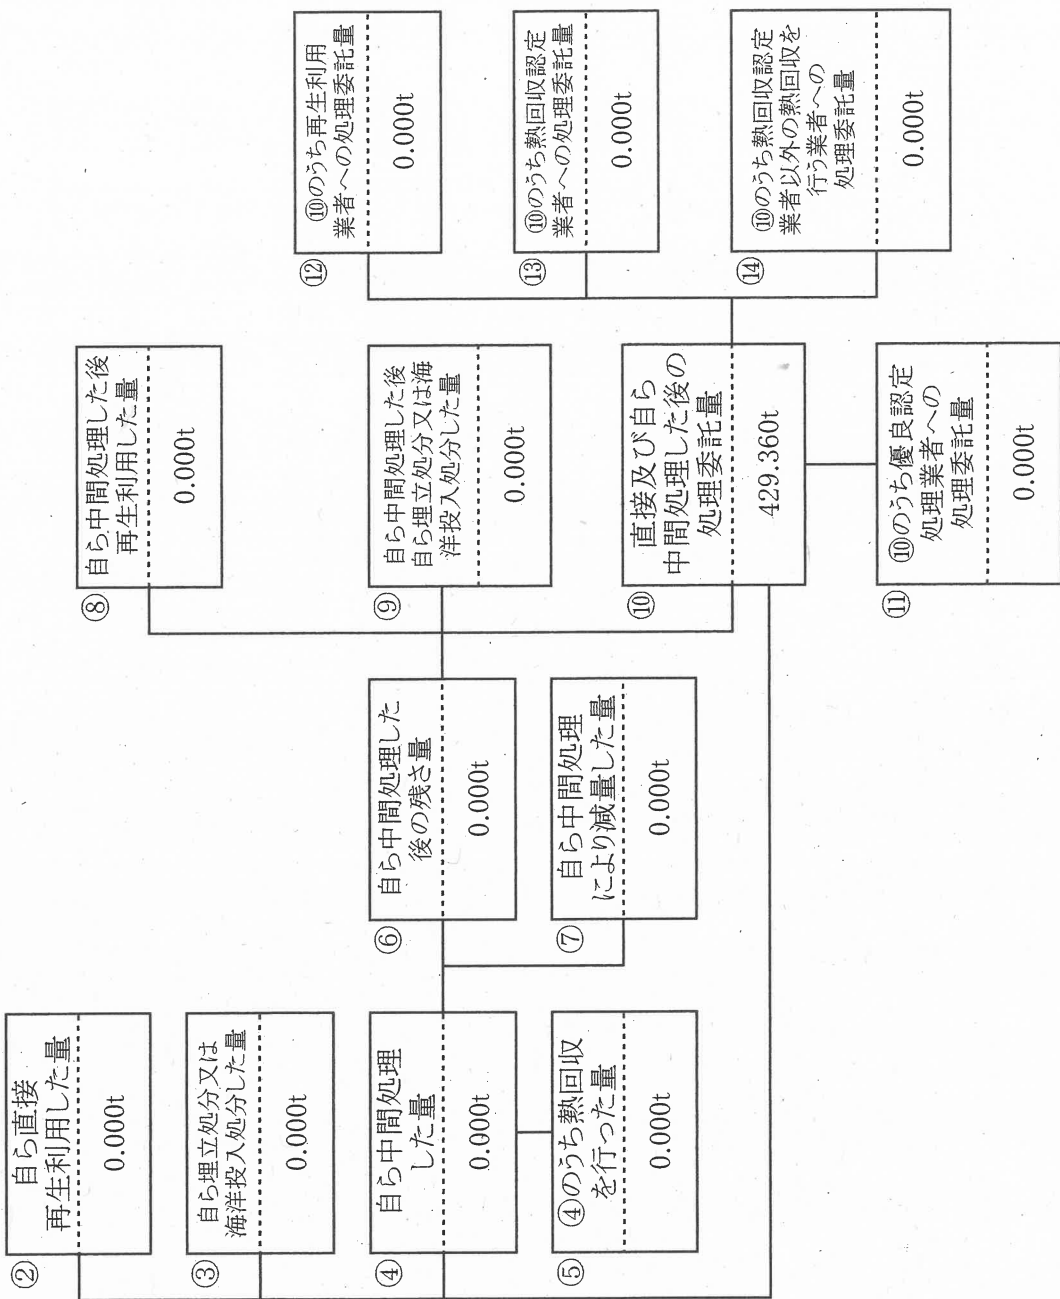 ②
自ら直接
再生利用した量
0.000t
③
自ら埋立処分又は
海洋投入処分した量
0.000t
④
自ら中間処理
した量
0.000t
⑤
④のうち熱回収
を行った量
0.000t
⑥
自ら中間処理した
後の残さ量
0.000t
⑦
自ら中間処理
により減量した量
0.000t
⑧
自ら中間処理した後
再生利用した量
0.000t
⑨
自ら中間処理した後
自ら埋立処分又は海
洋投入処分した量
0.000t
⑩
直接及び自ら
中間処理した後の
処理委託量
429.360t
⑪
⑩のうち優良認定
処理業者への
処理委託量
0.000t
⑫
⑩のうち再生利用
業者への処理委託量
0.000t
⑬
⑩のうち熱回収認定
業者への処理委託量
0.000t
⑭
⑩のうち熱回収認定
業者以外の熱回収を
行う業者への
処理委託量
0.000t